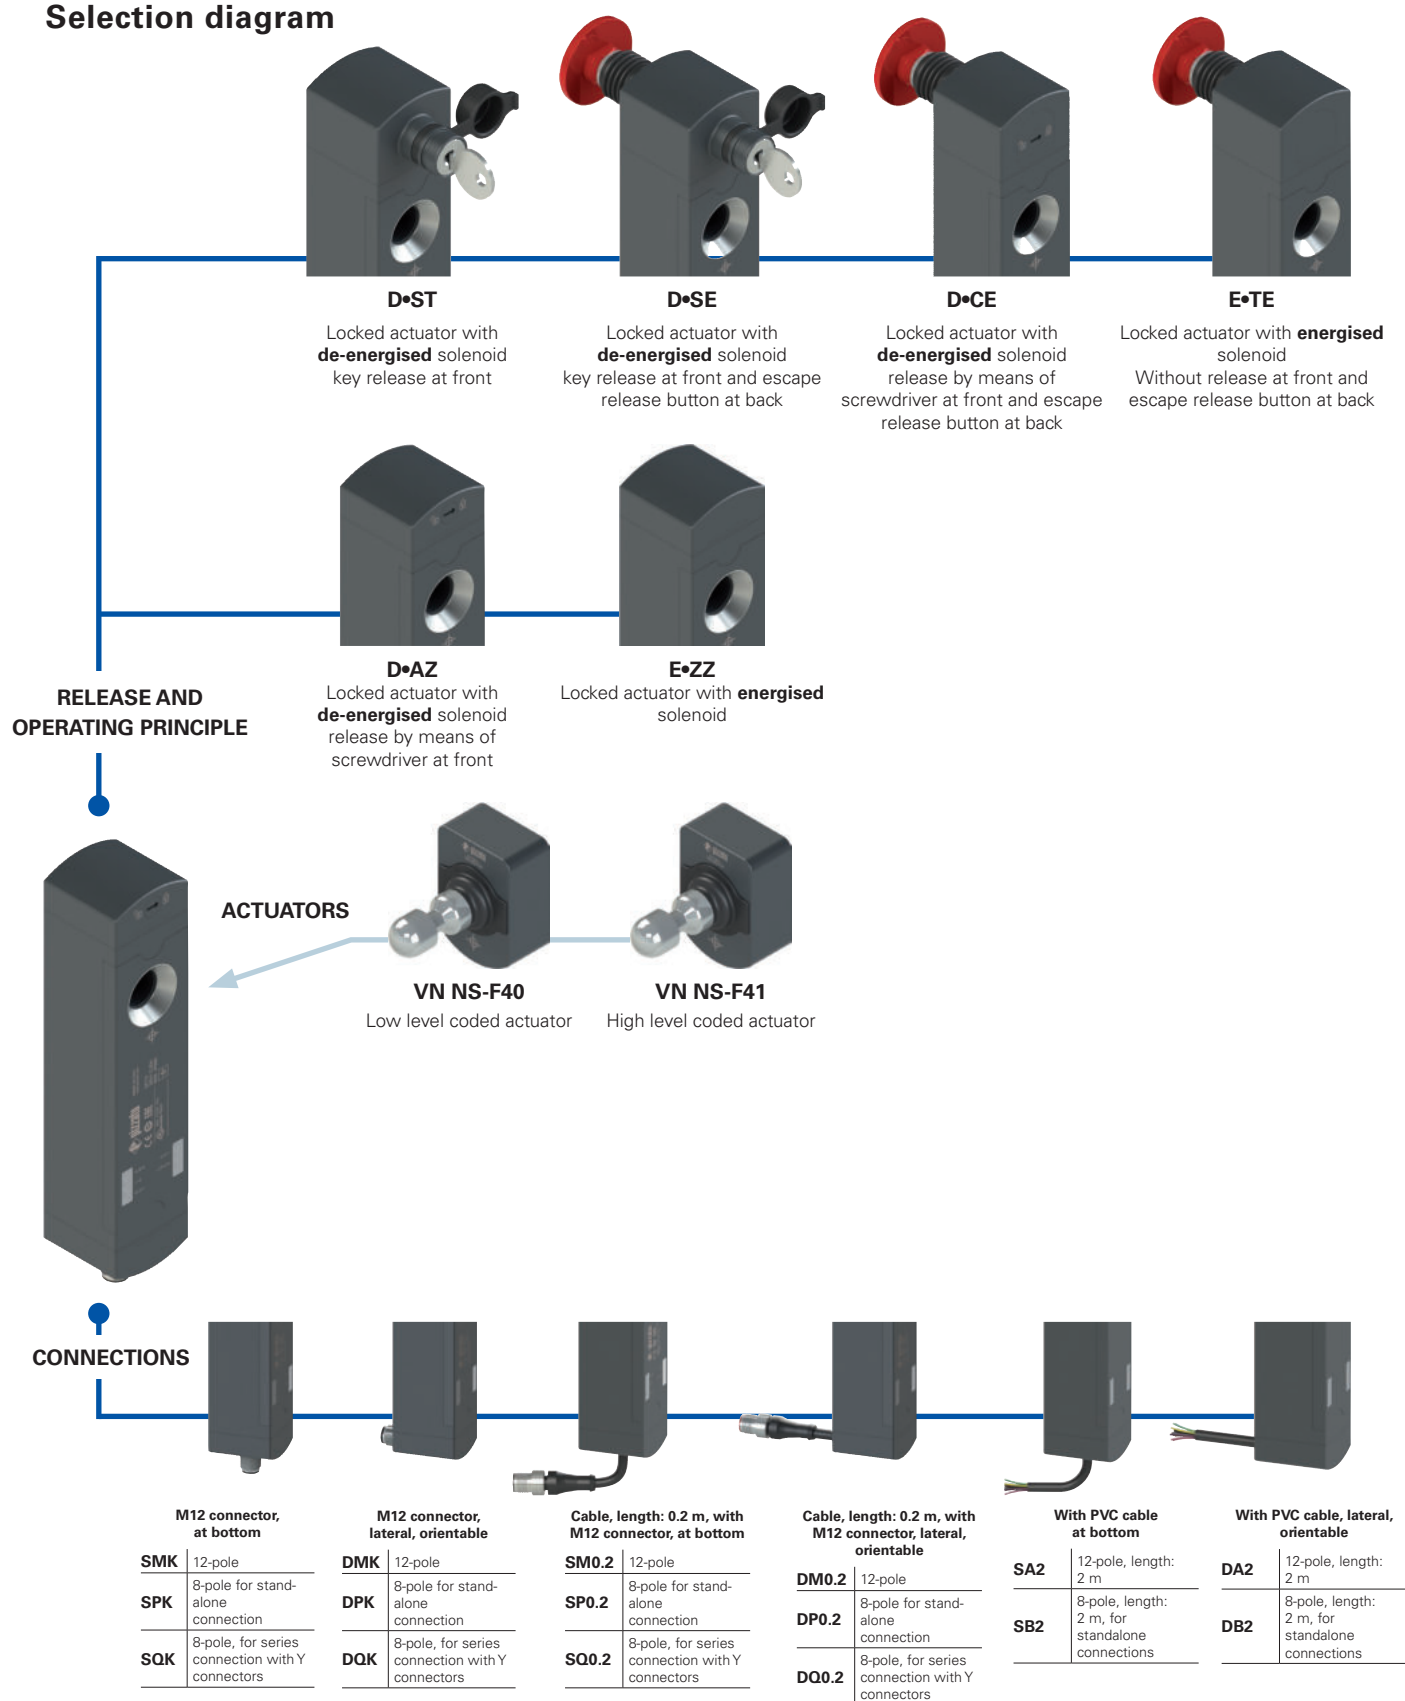 Selection diagram
D•ST
Locked actuator with
de-energised solenoid
key release at front
D•SE
Locked actuator with
de-energised solenoid
key release at front and escape
release button at back
D•CE
Locked actuator with
de-energised solenoid
release by means of
screwdriver at front and escape
release button at back
E•TE
Locked actuator with energised
solenoid
Without release at front and
escape release button at back
D•AZ
Locked actuator with
de-energised solenoid
release by means of
screwdriver at front
E•ZZ
Locked actuator with energised
solenoid
RELEASE AND
OPERATING PRINCIPLE
ACTUATORS
VN NS-F40
Low level coded actuator
VN NS-F41
High level coded actuator
pizzato
CE
CONNECTIONS
M12 connector,
at bottom
SMK 12-pole
SPK 8-pole for stand-
alone
connection
SQK 8-pole, for series
connection with Y
connectors
M12 connector,
lateral, orientable
DMK 12-pole
DPK 8-pole for stand-
alone
connection
DQK 8-pole, for series
connection with Y
connectors
Cable, length: 0.2 m, with
M12 connector, at bottom
SM0.2 12-pole
SP0.2 8-pole for stand-
alone
connection
SQ0.2 8-pole, for series
connection with Y
connectors
Cable, length: 0.2 m, with
M12 connector, lateral,
orientable
DM0.2 12-pole
DP0.2 8-pole for stand-
alone
connection
DQ0.2 8-pole, for series
connection with Y
connectors
With PVC cable
at bottom
SA2 12-pole, length:
2 m
SB2 8-pole, length:
2 m, for
standalone
connections
With PVC cable, lateral,
orientable
DA2 12-pole, length:
2 m
DB2 8-pole, length:
2 m, for
standalone
connections